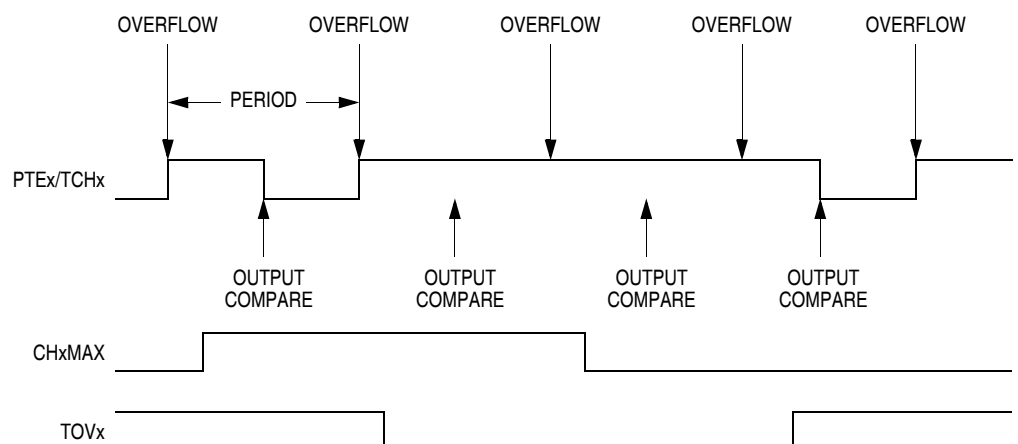 OVERFLOW OVERFLOW OVERFLOW OVERFLOW OVERFLOW
PERIOD
PTEx/TCHx
OUTPUT OUTPUT OUTPUT OUTPUT
COMPARE COMPARE COMPARE COMPARE
CHxMAX
TOVx